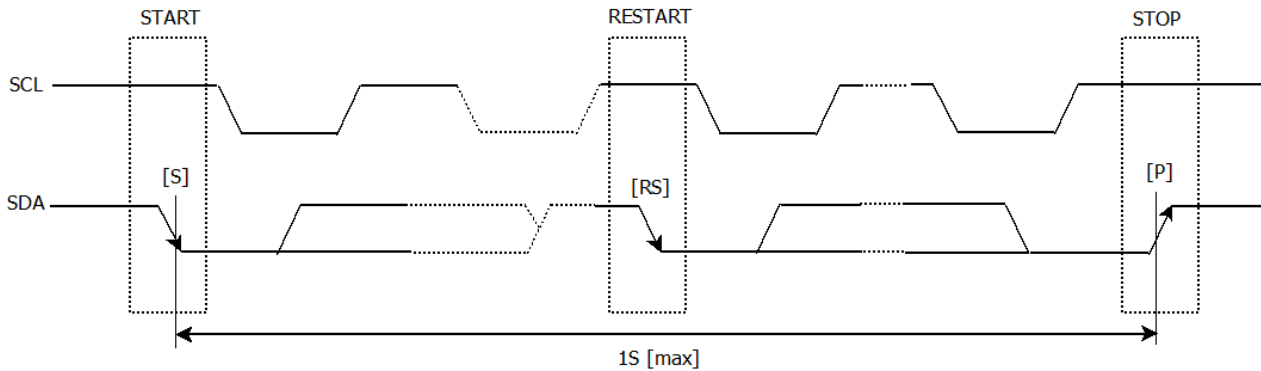 START
RESTART
STOP
SCL
[S]
[RS]
[P]
SDA
1S [max]